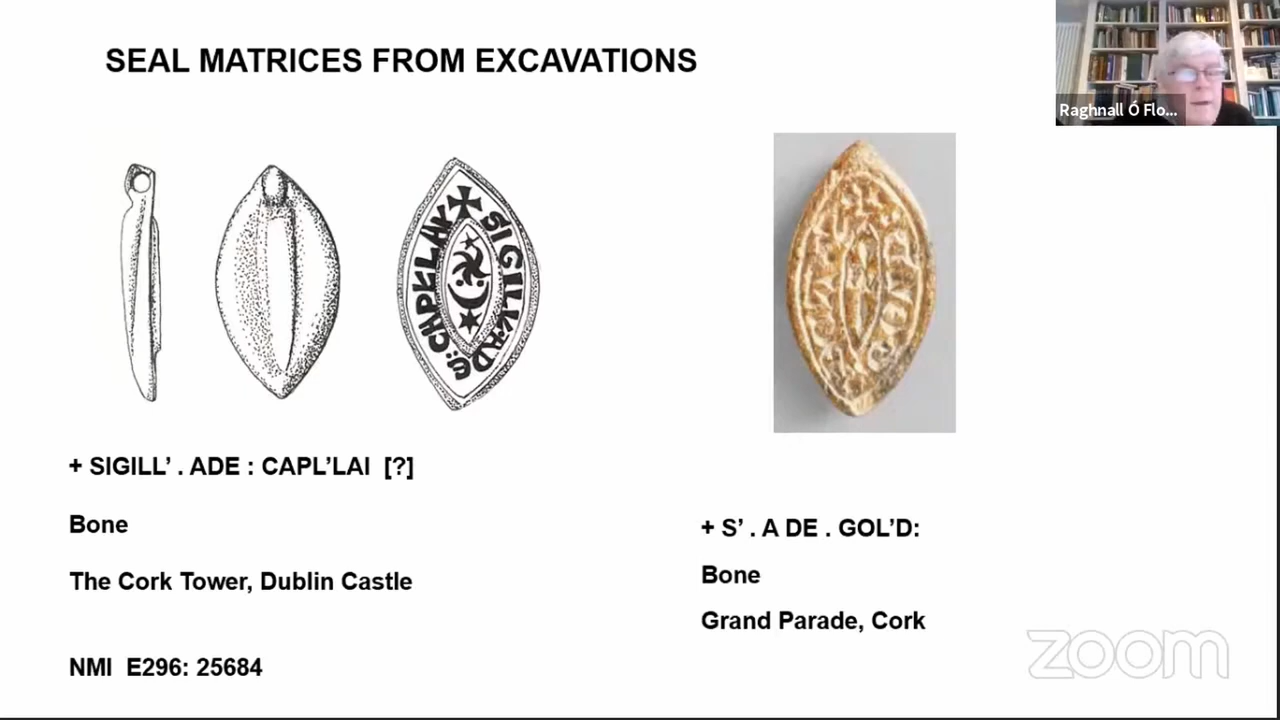 SEAL MATRICES FROM EXCAVATIONS
Raghnall Ó Flo...
+ SIGILL’ . ADE : CAPL’LAI [?]
Bone
The Cork Tower, Dublin Castle
NMI E296: 25684
+ S’ . A DE . GOL’D:
Bone
Grand Parade, Cork
zoom